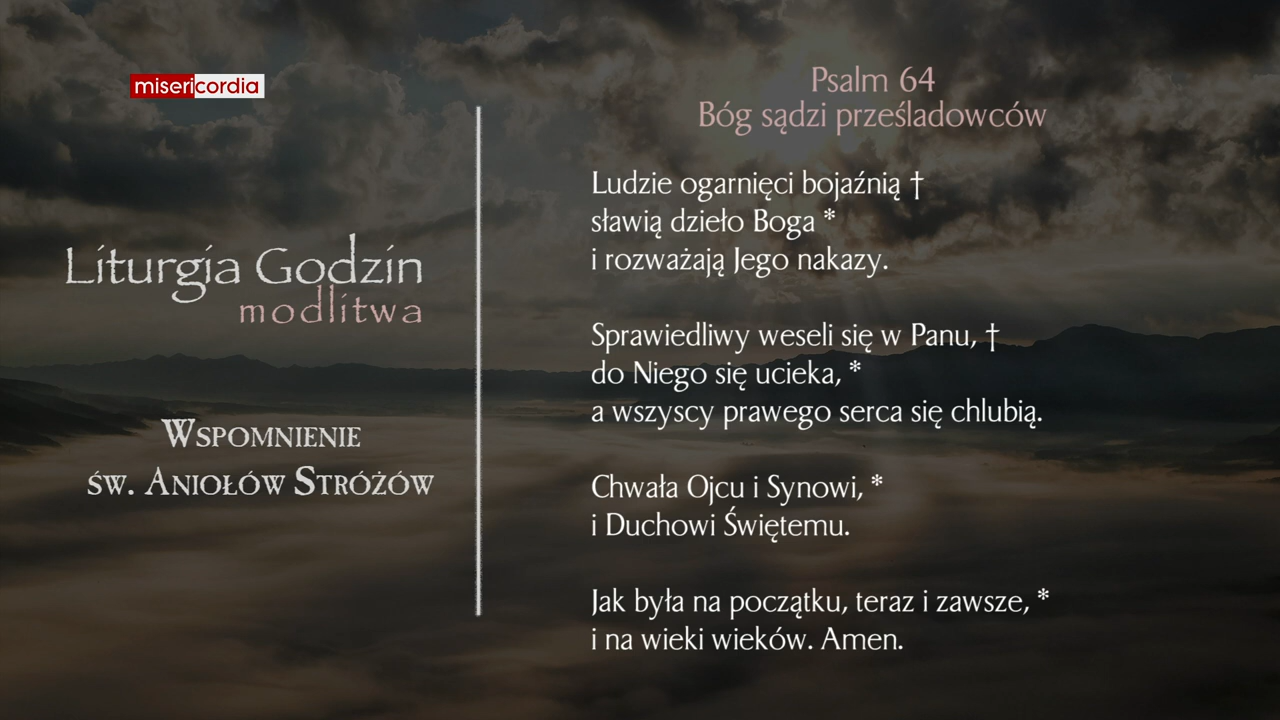 misericordia
Liturgia Godzin
modlitwa
Wspomnienie
św. Aniołów Stróżów
Psalm 64
Bóg sądzi prześladowców
Ludzie ogarnięci bojaźnią †
sławią dzieło Boga *
i rozważają Jego nakazy.
Sprawiedliwy weseli się w Panu, †
do Niego się ucieka, *
a wszyscy prawego serca się chlubią.
Chwała Ojcu i Synowi, *
i Duchowi Świętemu.
Jak była na początku, teraz i zawsze, *
i na wieki wieków. Amen.